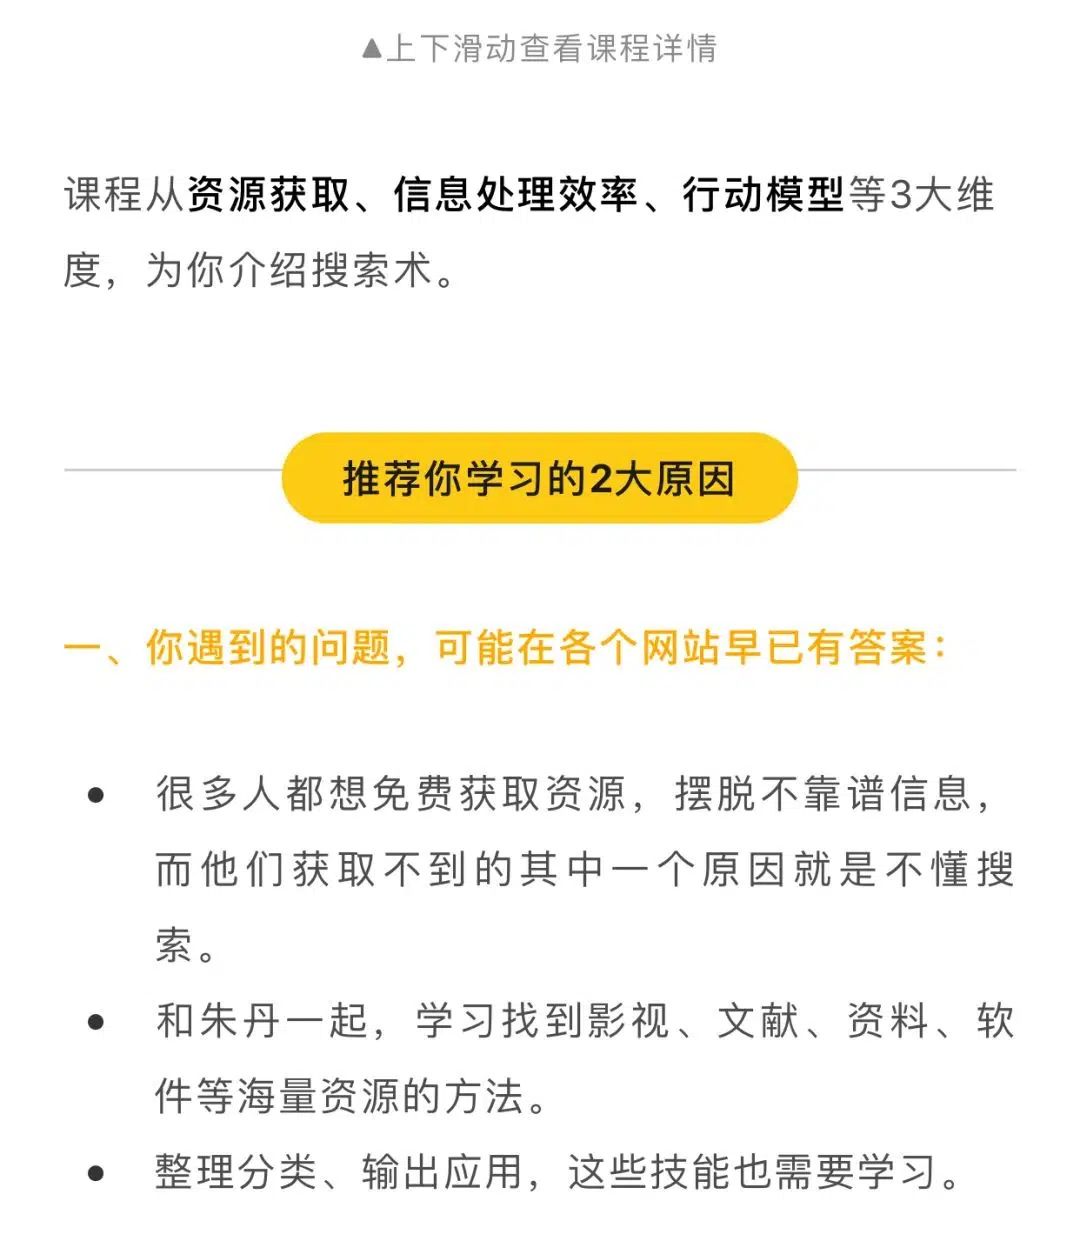 ▲上下滑动查看课程详情
课程从资源获取、信息处理效率、行动模型等3大维
度，为你介绍搜索术。
推荐你学习的2大原因
一、你遇到的问题，可能在各个网站早已有答案：
● 很多人都想免费获取资源，摆脱不靠谱信息，
而他们获取不到的其中一个原因就是不懂搜
索。
● 和朱丹一起，学习找到影视、文献、资料、软
件等海量资源的方法。
● 整理分类、输出应用，这些技能也需要学习。